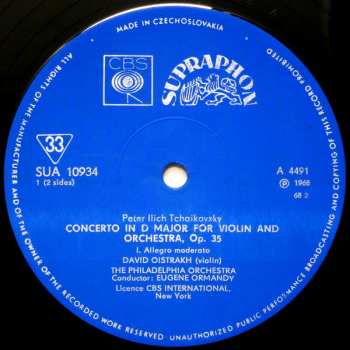 MADE IN CZECHOSLOVAKIA
ALL RIGHTS OF THE MANUFACTURER AND OF THE OWNER OF THE RECORDED WORK RESERVED UNAUTHORIZED PUBLIC PERFORMANCE BROADCASTING AND COPYING OF THIS RECORD PROHIBITED
CBS
SUPRAPHON
33
SUA 10934
1 (2 sides)
A 4491
℗ 1968
68 2
Peter Ilich Tchaikovsky
CONCERTO IN D MAJOR FOR VIOLIN AND
ORCHESTRA, Op. 35
I. Allegro moderato
DAVID OISTRAKH (violin)
THE PHILADELPHIA ORCHESTRA
Conductor: EUGENE ORMANDY
Licence CBS INTERNATIONAL,
New York